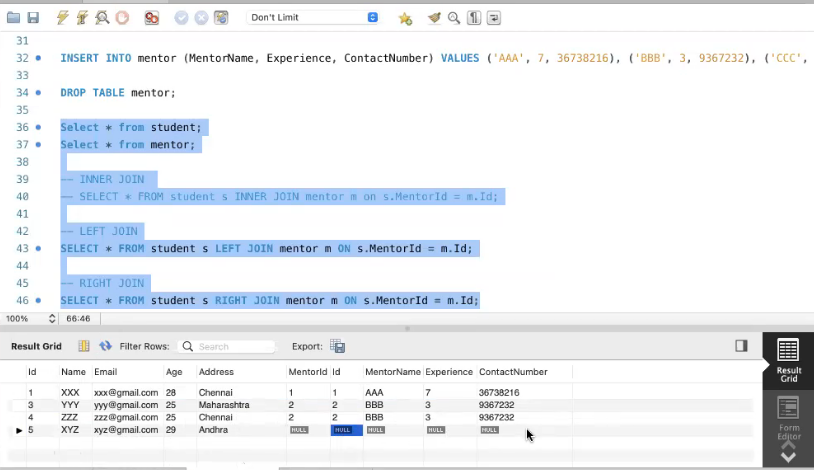 Don't Limit
31
32 INSERT INTO mentor (MentorName, Experience, ContactNumber) VALUES ('AAA', 7, 36738216), ('BBB', 3, 9367232), ('CCC',
33
34 DROP TABLE mentor;
35
36 Select * from student;
37 Select * from mentor;
38
39 -- INNER JOIN
40 -- SELECT * FROM student s INNER JOIN mentor m on s.MentorId = m.Id;
41
42 -- LEFT JOIN
43 SELECT * FROM student s LEFT JOIN mentor m ON s.MentorId = m.Id;
44
45 -- RIGHT JOIN
46 SELECT * FROM student s RIGHT JOIN mentor m ON s.MentorId = m.Id;
100% 66:46
Result Grid Filter Rows: Search Export:
Id Name Email Age Address MentorId Id MentorName Experience ContactNumber
1 XXX xxx@gmail.com 28 Chennai 1 1 AAA 7 36738216
3 YYY yyy@gmail.com 25 Maharashtra 2 2 BBB 3 9367232
4 ZZZ zzz@gmail.com 25 Chennai 2 2 BBB 3 9367232
5 XYZ xyz@gmail.com 29 Andhra NULL NULL NULL NULL NULL
Result
Grid
Form
Editor